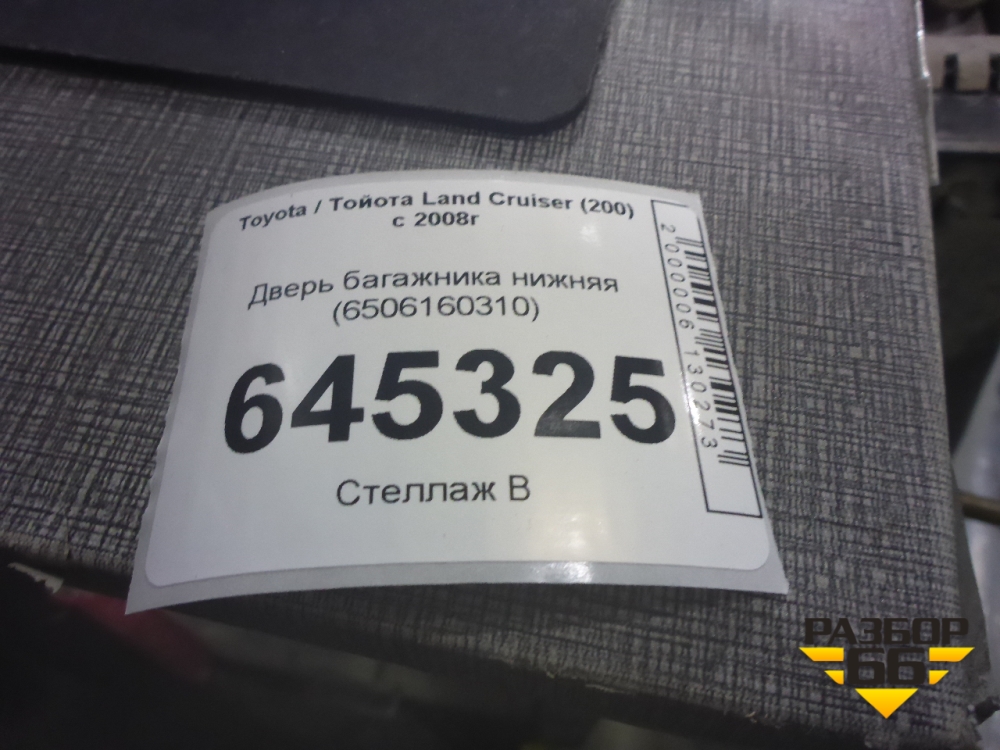 Toyota / Тойота Land Cruiser (200)
с 2008г
Дверь багажника нижняя
(6506160310)
645325
Стеллаж В
2000006130273
РАЗБОР
66